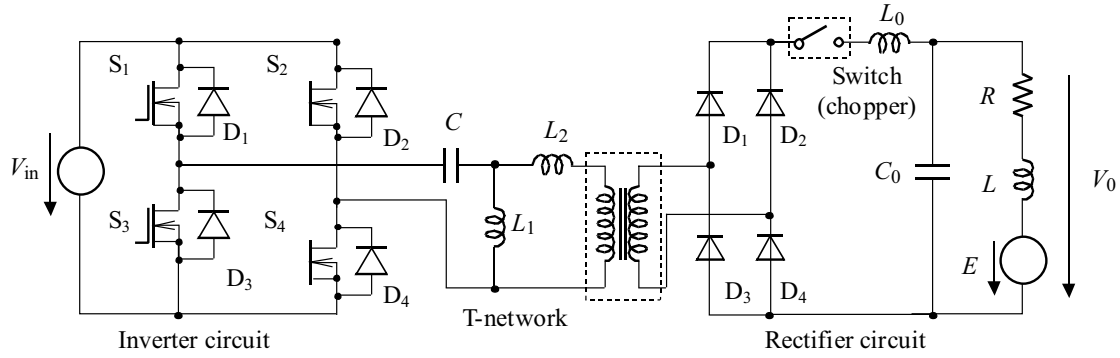 S1
S2
D1
D2
Vin
S3
S4
D3
D4
C
L2
L1
T-network
Inverter circuit
D1
D2
D3
D4
Switch
(chopper)
L0
R
C0
L
V0
E
Rectifier circuit